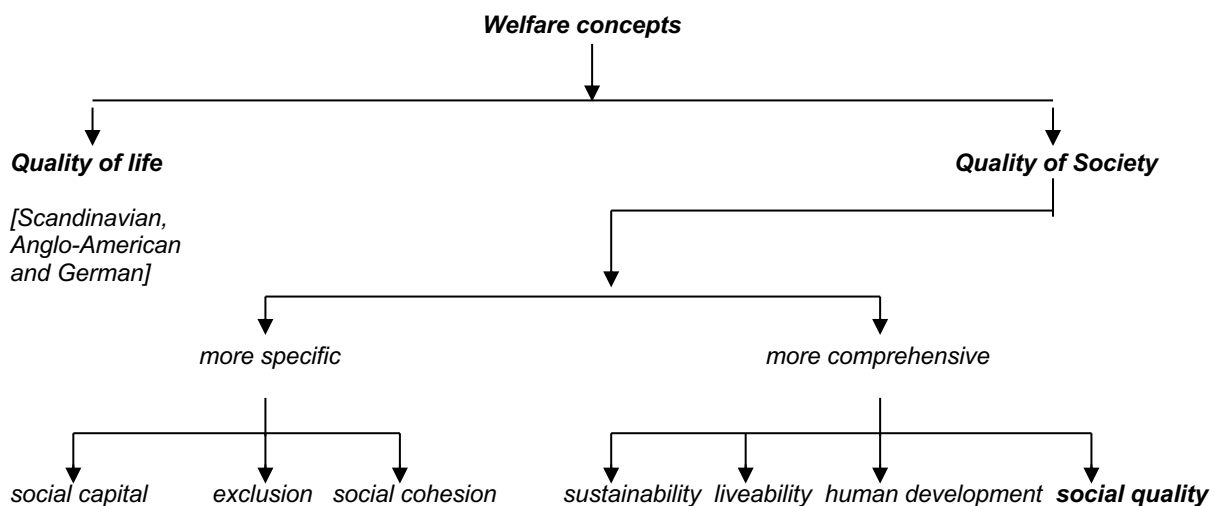 Welfare concepts
Quality of life
Quality of Society
[Scandinavian,
Anglo-American
and German]
more specific
more comprehensive
social capital exclusion social cohesion sustainability liveability human development social quality